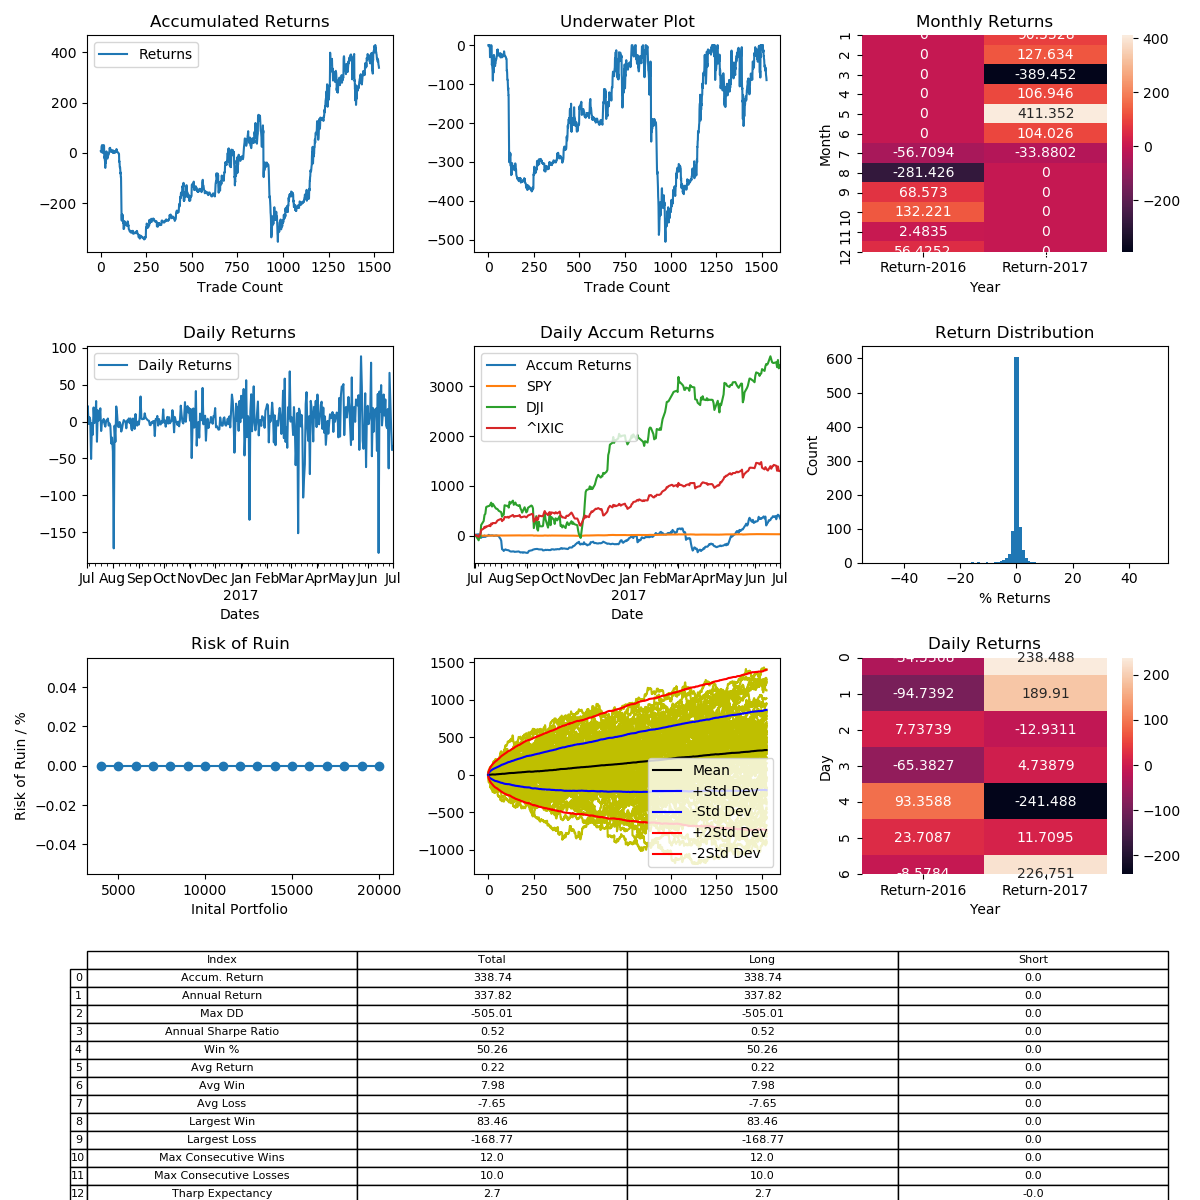 Accumulated Returns
Returns
400
200
0
−200
0 250 500 750 1000 1250 1500
Trade Count
Underwater Plot
0
−100
−200
−300
−400
−500
0 250 500 750 1000 1250 1500
Trade Count
Monthly Returns
1 0
2 0 127.634
3 0 -389.452
4 0 106.946
5 0 411.352
6 0 104.026
7 -56.7094 -33.8802
8 -281.426 0
9 68.573 0
10 132.221 0
11 2.4835 0
12 56.4252 0
Month
Return-2016 Return-2017
Year
400
200
0
−200
Daily Returns
Daily Returns
100
50
0
−50
−100
−150
Jul Aug Sep Oct Nov Dec Jan Feb Mar Apr May Jun Jul
2017
Dates
Daily Accum Returns
Accum Returns
SPY
DJI
^IXIC
3000
2000
1000
0
Jul Aug Sep Oct Nov Dec Jan Feb Mar Apr May Jun Jul
2017
Date
Return Distribution
600
500
400
300
200
100
0
Count
−40 −20 0 20 40
% Returns
Risk of Ruin
0.04
0.02
0.00
−0.02
−0.04
Risk of Ruin / %
5000 10000 15000 20000
Inital Portfolio
1500
1000
500
0
−500
−1000
Mean
+Std Dev
-Std Dev
+2Std Dev
-2Std Dev
0 250 500 750 1000 1250 1500
Daily Returns
0 238.488
1 -94.7392 189.91
2 7.73739 -12.9311
3 -65.3827 4.73879
4 93.3588 -241.488
5 23.7087 11.7095
6 -8.5784 226.751
Day
Return-2016 Return-2017
Year
200
100
0
−100
−200
Index Total Long Short
0 Accum. Return 338.74 338.74 0.0
1 Annual Return 337.82 337.82 0.0
2 Max DD -505.01 -505.01 0.0
3 Annual Sharpe Ratio 0.52 0.52 0.0
4 Win % 50.26 50.26 0.0
5 Avg Return 0.22 0.22 0.0
6 Avg Win 7.98 7.98 0.0
7 Avg Loss -7.65 -7.65 0.0
8 Largest Win 83.46 83.46 0.0
9 Largest Loss -168.77 -168.77 0.0
10 Max Consecutive Wins 12.0 12.0 0.0
11 Max Consecutive Losses 10.0 10.0 0.0
12 Tharp Expectancy 2.7 2.7 -0.0